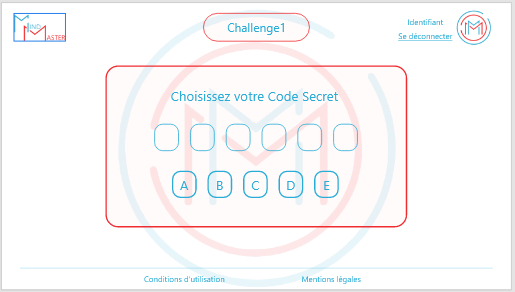 MIND
MASTER
Challenge1
Identifiant
Se déconnecter
Choisissez votre Code Secret
A B C D E
Conditions d'utilisation
Mentions légales